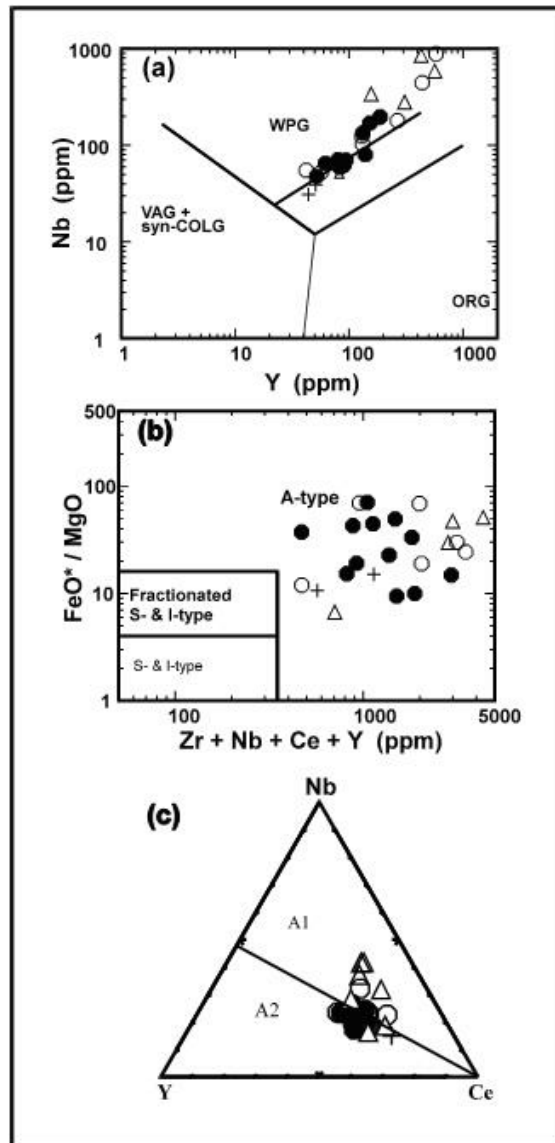 (a)
Nb (ppm)
1000
100
10
1
WPG
VAG +
syn-COLG
ORG
1 10 100 1000
Y (ppm)
(b)
FeO* / MgO
500
100
10
1
A-type
Fractionated
S- & I-type
S- & I-type
100 1000 5000
Zr + Nb + Ce + Y (ppm)
(c)
Nb
A1
A2
Y Ce